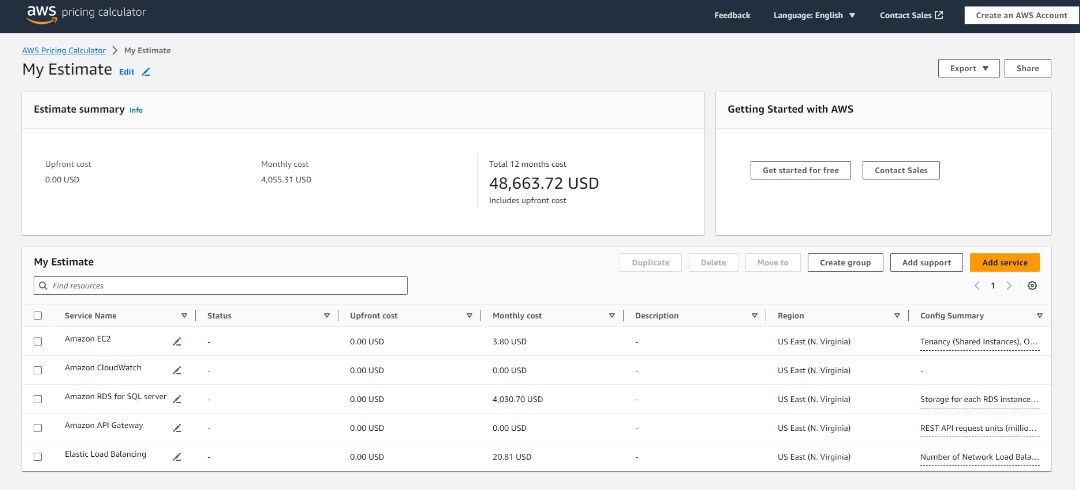 aws pricing calculator
Feedback Language: English Contact Sales Create an AWS Account
AWS Pricing Calculator > My Estimate
My Estimate Edit
Export Share
Estimate summary Info
Getting Started with AWS
Upfront cost Monthly cost Total 12 months cost
0.00 USD 4,055.31 USD 48,663.72 USD
Includes upfront cost
Get started for free Contact Sales
My Estimate Duplicate Delete Move to Create group Add support Add service
Find resources
1
Service Name Status Upfront cost Monthly cost Description Region Config Summary
Amazon EC2 - 0.00 USD 3.80 USD - US East (N. Virginia) Tenancy (Shared Instances), O...
Amazon CloudWatch - 0.00 USD 0.00 USD - US East (N. Virginia) -
Amazon RDS for SQL server - 0.00 USD 4,030.70 USD - US East (N. Virginia) Storage for each RDS instance...
Amazon API Gateway - 0.00 USD 0.00 USD - US East (N. Virginia) REST API request units (millio...
Elastic Load Balancing - 0.00 USD 20.81 USD - US East (N. Virginia) Number of Network Load Bala...